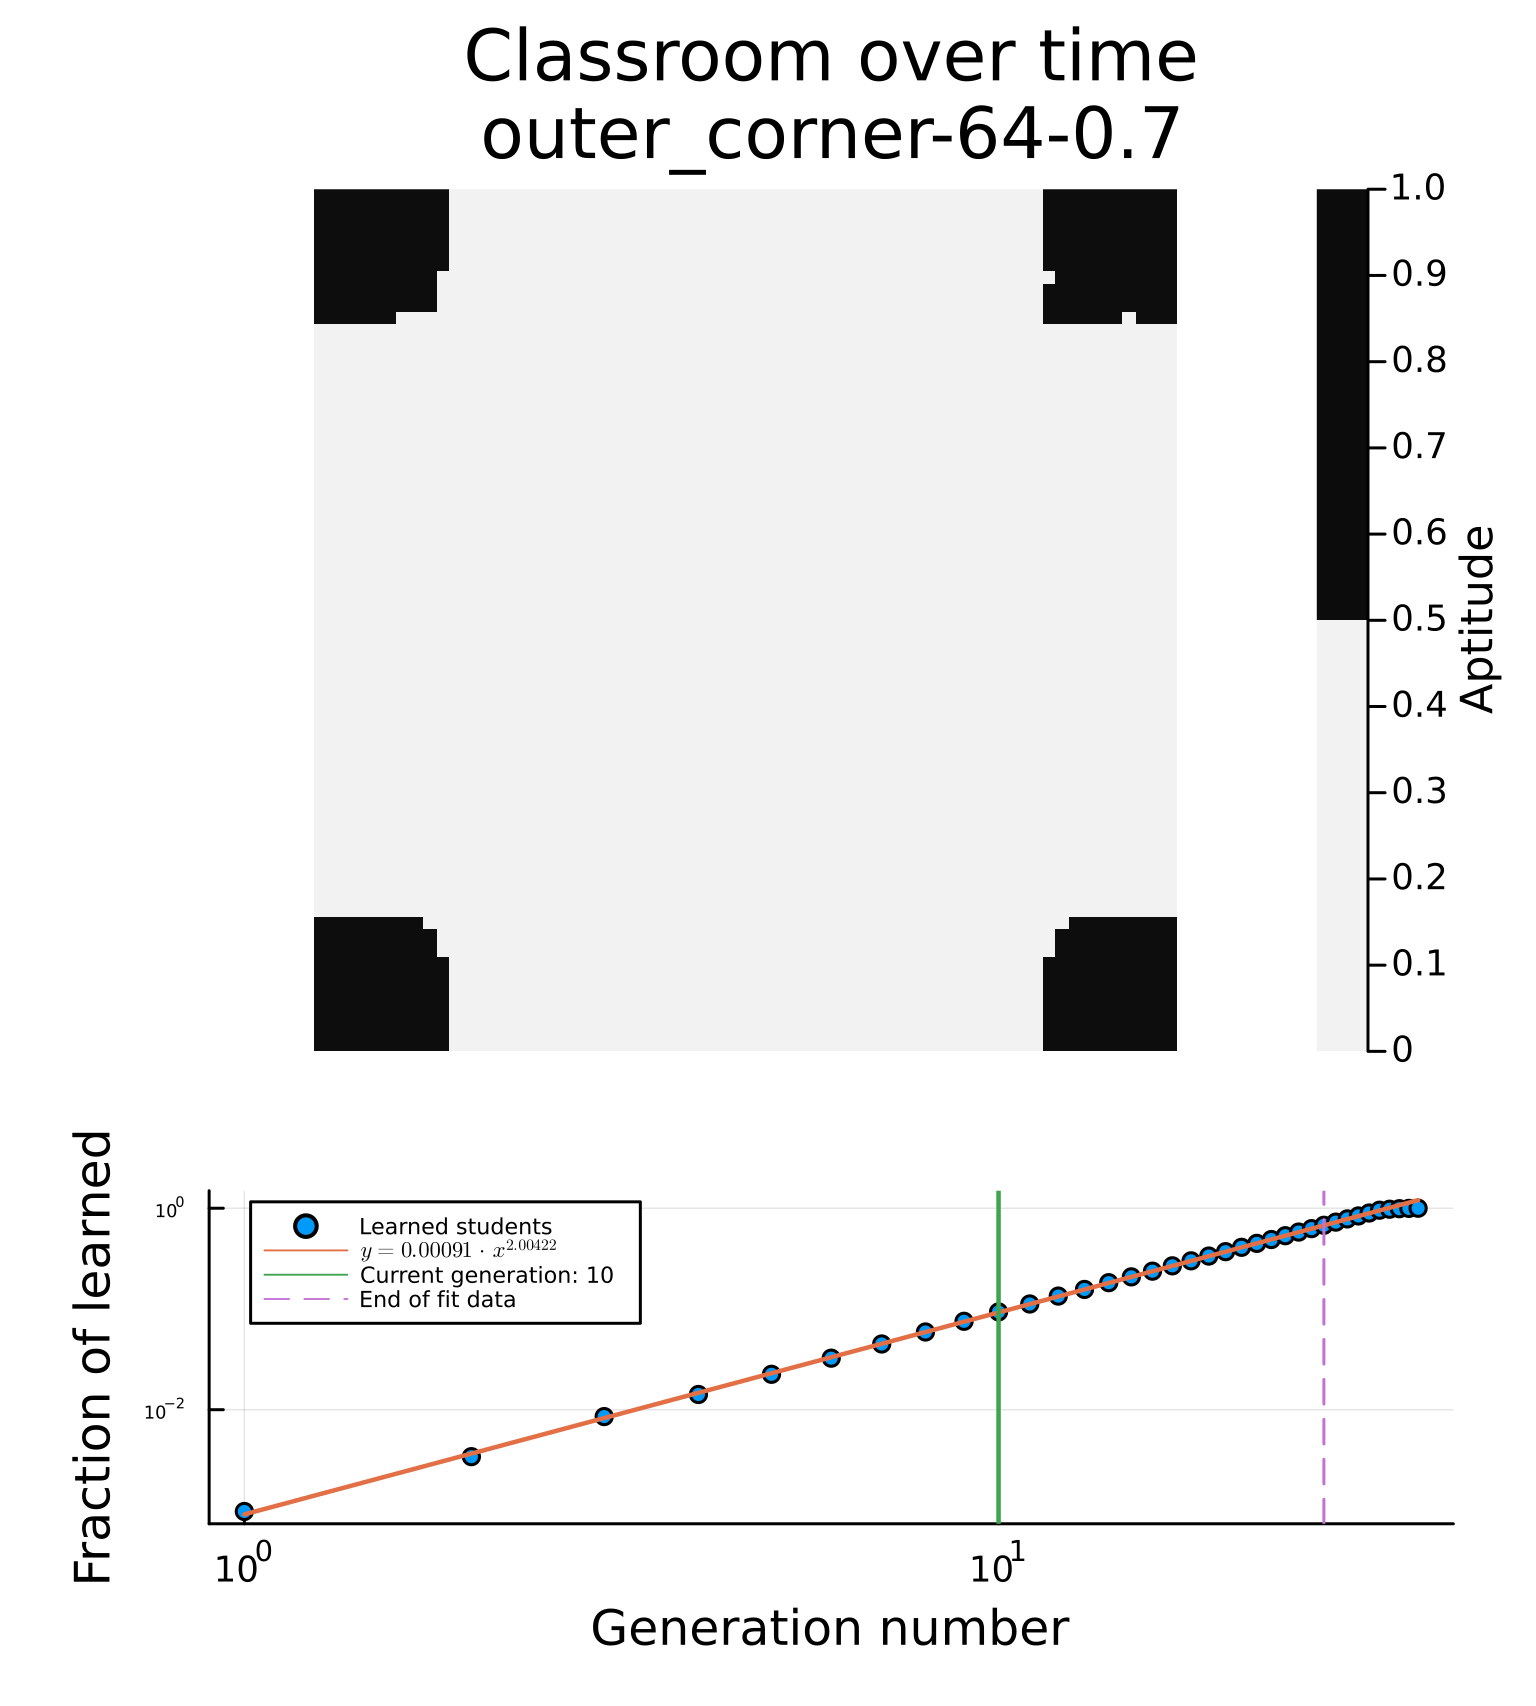 Classroom over time
outer_corner-64-0.7
1.0
0.9
0.8
0.7
0.6
0.5
0.4
0.3
0.2
0.1
0
Aptitude
Fraction of learned
10⁰
10⁻²
Learned students
y = 0.00091 · x^2.00422
Current generation: 10
End of fit data
10⁰
10¹
Generation number